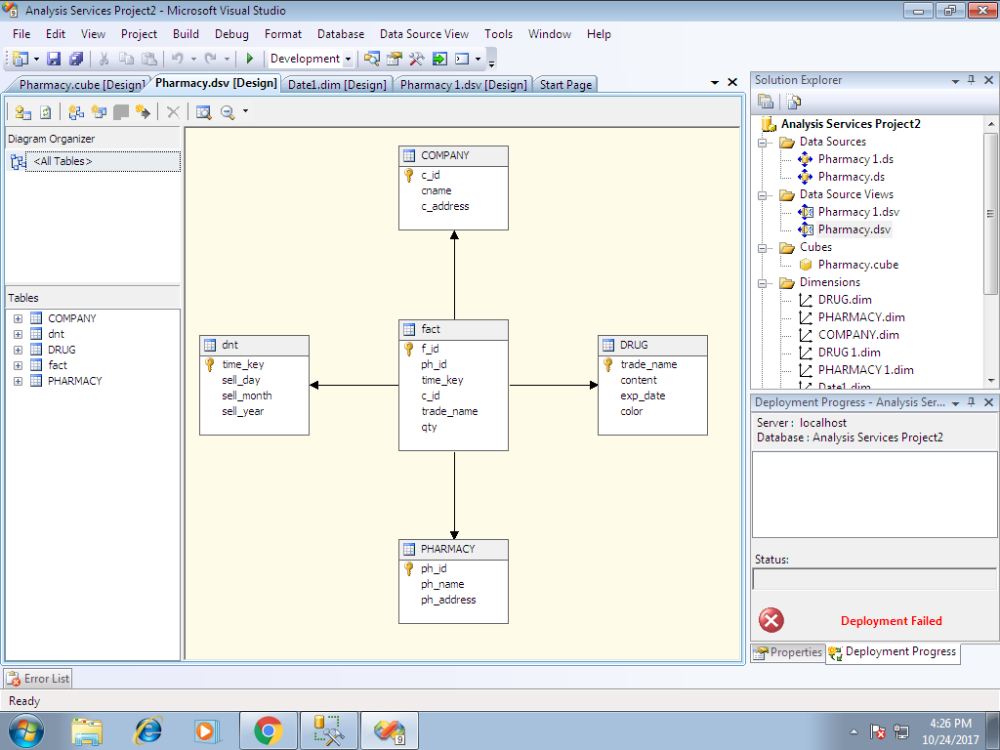 Analysis Services Project2 - Microsoft Visual Studio
File Edit View Project Build Debug Format Database Data Source View Tools Window Help
Development
Pharmacy.cube [Design] Pharmacy.dsv [Design] Date1.dim [Design] Pharmacy 1.dsv [Design] Start Page
Diagram Organizer
<All Tables>
Tables
COMPANY
dnt
DRUG
fact
PHARMACY
COMPANY
c_id
cname
c_address
dnt
time_key
sell_day
sell_month
sell_year
fact
f_id
ph_id
time_key
c_id
trade_name
qty
DRUG
trade_name
content
exp_date
color
PHARMACY
ph_id
ph_name
ph_address
Solution Explorer
Analysis Services Project2
Data Sources
Pharmacy 1.ds
Pharmacy.ds
Data Source Views
Pharmacy 1.dsv
Pharmacy.dsv
Cubes
Pharmacy.cube
Dimensions
DRUG.dim
PHARMACY.dim
COMPANY.dim
DRUG 1.dim
PHARMACY 1.dim
Date1.dim
Deployment Progress - Analysis Ser...
Server : localhost
Database : Analysis Services Project2
Status:
Deployment Failed
Properties Deployment Progress
Error List
Ready
9
4:26 PM
10/24/2017